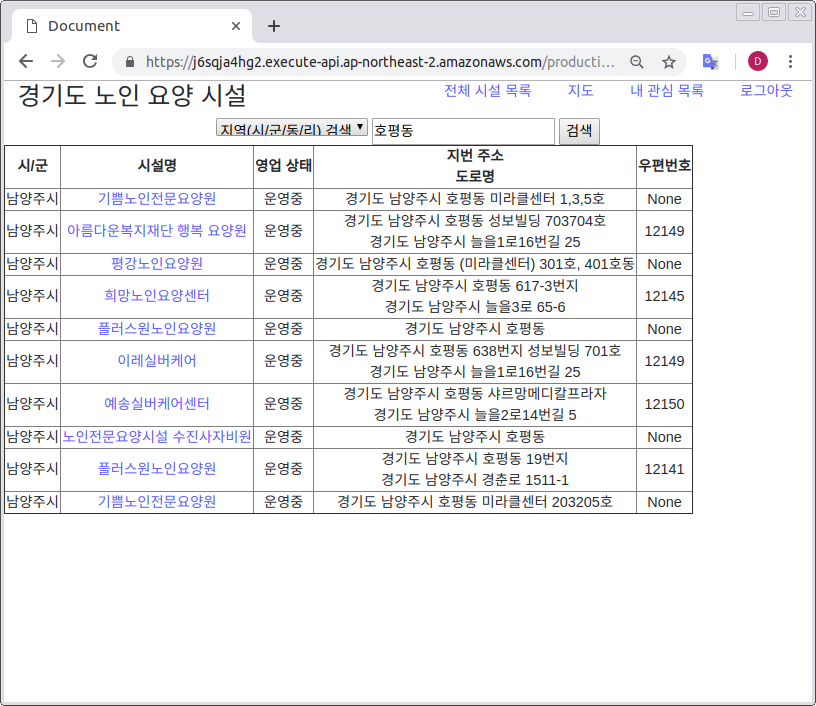 Document
https://j6sqja4hg2.execute-api.ap-northeast-2.amazonaws.com/producti...
D
경기도 노인 요양 시설
전체 시설 목록 지도 내 관심 목록 로그아웃
지역(시/군/동/리) 검색 호평동 검색
시/군 시설명 영업 상태 지번 주소 우편번호
도로명
남양주시 기쁨노인전문요양원 운영중 경기도 남양주시 호평동 미라클센터 1,3,5호 None
남양주시 아름다운복지재단 행복 요양원 운영중 경기도 남양주시 호평동 성보빌딩 703704호 12149
경기도 남양주시 늘을1로16번길 25
남양주시 평강노인요양원 운영중 경기도 남양주시 호평동 (미라클센터) 301호, 401호동 None
남양주시 희망노인요양센터 운영중 경기도 남양주시 호평동 617-3번지 12145
경기도 남양주시 늘을3로 65-6
남양주시 플러스원노인요양원 운영중 경기도 남양주시 호평동 None
남양주시 이레실버케어 운영중 경기도 남양주시 호평동 638번지 성보빌딩 701호 12149
경기도 남양주시 늘을1로16번길 25
남양주시 예송실버케어센터 운영중 경기도 남양주시 호평동 샤르망메디칼프라자 12150
경기도 남양주시 늘을2로14번길 5
남양주시 노인전문요양시설 수진사자비원 운영중 경기도 남양주시 호평동 None
남양주시 플러스원노인요양원 운영중 경기도 남양주시 호평동 19번지 12141
경기도 남양주시 경춘로 1511-1
남양주시 기쁨노인전문요양원 운영중 경기도 남양주시 호평동 미라클센터 203205호 None